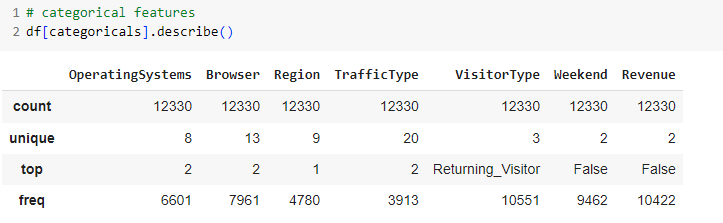 1 # categorical features
2 df[categoricals].describe()
OperatingSystems Browser Region TrafficType VisitorType Weekend Revenue
count 12330 12330 12330 12330 12330 12330 12330
unique 8 13 9 20 3 2 2
top 2 2 1 2 Returning_Visitor False False
freq 6601 7961 4780 3913 10551 9462 10422